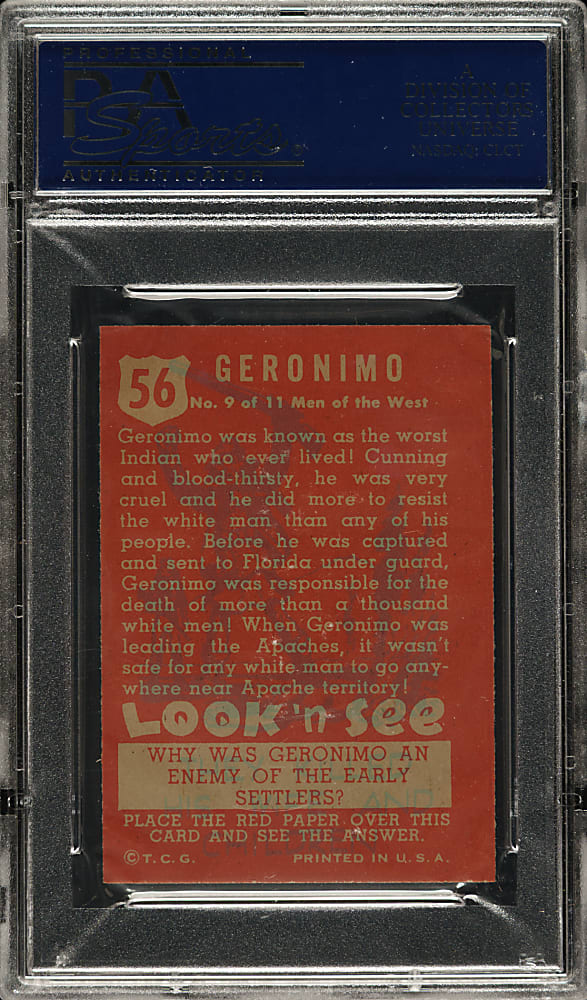 PROFESSIONAL
PSA
Sports
AUTHENTICATOR
A
DIVISION OF
COLLECTORS
UNIVERSE
NASDAQ: CLCT
56
GERONIMO
No. 9 of 11 Men of the West
Geronimo was known as the worst
Indian who ever lived! Cunning
and blood-thirsty, he was very
cruel and he did more to resist
the white man than any of his
people. Before he was captured
and sent to Florida under guard,
Geronimo was responsible for the
death of more than a thousand
white men! When Geronimo was
leading the Apaches, it wasn't
safe for any white man to go any-
where near Apache territory!
LOOK 'n See
WHY WAS GERONIMO AN
ENEMY OF THE EARLY
SETTLERS?
PLACE THE RED PAPER OVER THIS
CARD AND SEE THE ANSWER.
©T.C.G. PRINTED IN U.S.A.